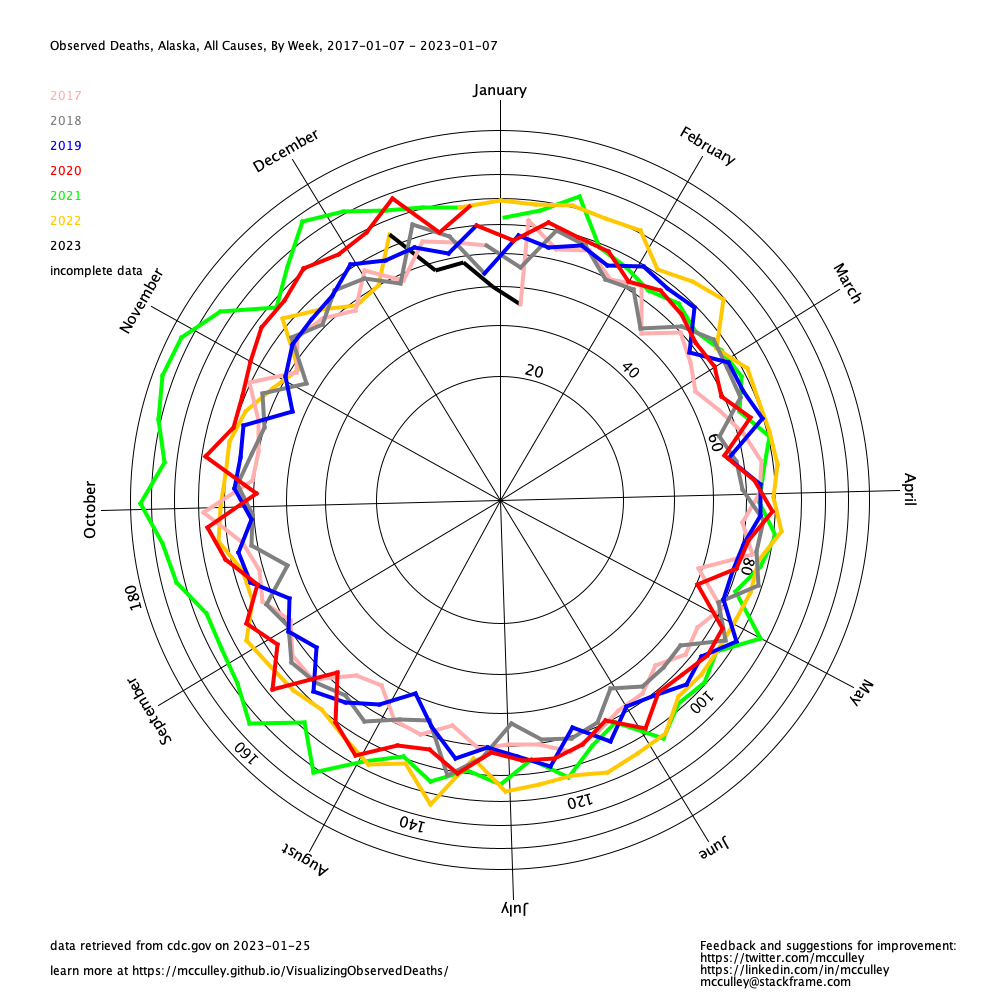 Observed Deaths, Alaska, All Causes, By Week, 2017-01-07 - 2023-01-07
January
2017
2018
2019
2020
2021
2022
2023
incomplete data
December
February
November
March
20
40
60
October
April
80
180
September
May
100
160
120
140
August
June
July
data retrieved from cdc.gov on 2023-01-25
learn more at https://mcculley.github.io/VisualizingObservedDeaths/
Feedback and suggestions for improvement:
https://twitter.com/mcculley
https://linkedin.com/in/mcculley
mcculley@stackframe.com